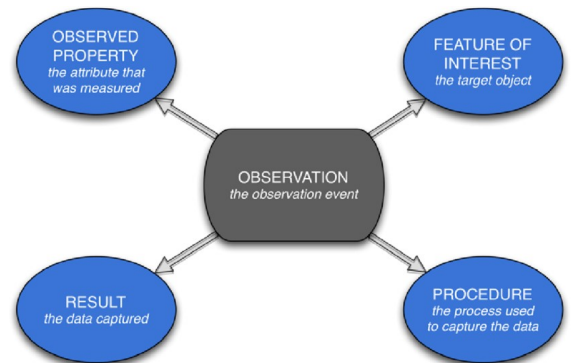 OBSERVED
PROPERTY
the attribute that
was measured
FEATURE OF
INTEREST
the target object
OBSERVATION
the observation event
RESULT
the data captured
PROCEDURE
the process used
to capture the data